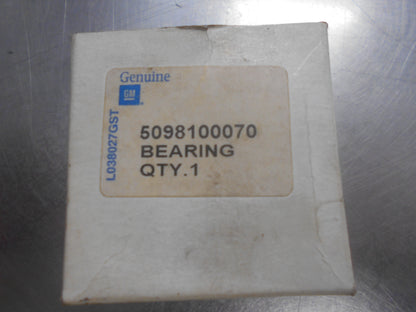 Genuine
GM
L038027GST
5098100070
BEARING
QTY.1